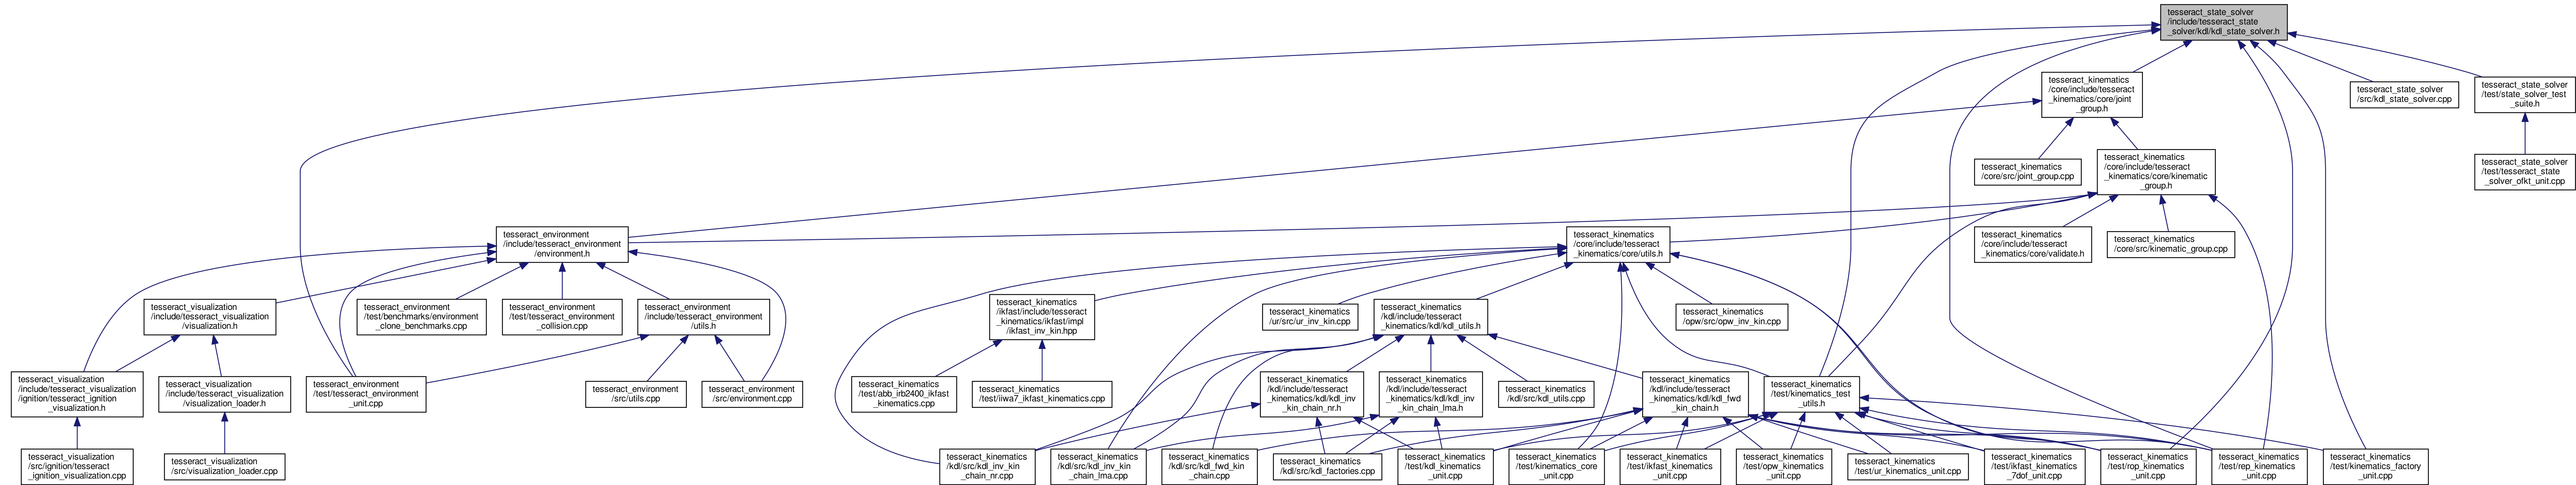 tesseract_state_solver
/include/tesseract_state
_solver/kdl/kdl_state_solver.h
tesseract_kinematics
/core/include/tesseract
_kinematics/core/joint
_group.h
tesseract_state_solver
/src/kdl_state_solver.cpp
tesseract_state_solver
/test/state_solver_test
_suite.h
tesseract_kinematics
/core/src/joint_group.cpp
tesseract_kinematics
/core/include/tesseract
_kinematics/core/kinematic
_group.h
tesseract_state_solver
/test/tesseract_state
_solver_ofkt_unit.cpp
tesseract_environment
/include/tesseract_environment
/environment.h
tesseract_kinematics
/core/include/tesseract
_kinematics/core/utils.h
tesseract_kinematics
/core/include/tesseract
_kinematics/core/validate.h
tesseract_kinematics
/core/src/kinematic_group.cpp
tesseract_visualization
/include/tesseract_visualization
/visualization.h
tesseract_environment
/test/benchmarks/environment
_clone_benchmarks.cpp
tesseract_environment
/test/tesseract_environment
_collision.cpp
tesseract_environment
/include/tesseract_environment
/utils.h
tesseract_kinematics
/ikfast/include/tesseract
_kinematics/ikfast/impl
/ikfast_inv_kin.hpp
tesseract_kinematics
/ur/src/ur_inv_kin.cpp
tesseract_kinematics
/kdl/include/tesseract
_kinematics/kdl/kdl_utils.h
tesseract_kinematics
/opw/src/opw_inv_kin.cpp
tesseract_visualization
/include/tesseract_visualization
/ignition/tesseract_ignition
_visualization.h
tesseract_visualization
/include/tesseract_visualization
/visualization_loader.h
tesseract_environment
/test/tesseract_environment
_unit.cpp
tesseract_environment
/src/utils.cpp
tesseract_environment
/src/environment.cpp
tesseract_kinematics
/test/abb_irb2400_ikfast
_kinematics.cpp
tesseract_kinematics
/test/iiwa7_ikfast_kinematics.cpp
tesseract_kinematics
/kdl/include/tesseract
_kinematics/kdl/kdl_inv
_kin_chain_nr.h
tesseract_kinematics
/kdl/include/tesseract
_kinematics/kdl/kdl_inv
_kin_chain_lma.h
tesseract_kinematics
/kdl/src/kdl_utils.cpp
tesseract_kinematics
/kdl/include/tesseract
_kinematics/kdl/kdl_fwd
_kin_chain.h
tesseract_kinematics
/test/kinematics_test
_utils.h
tesseract_visualization
/src/ignition/tesseract
_ignition_visualization.cpp
tesseract_visualization
/src/visualization_loader.cpp
tesseract_kinematics
/kdl/src/kdl_inv_kin
_chain_nr.cpp
tesseract_kinematics
/kdl/src/kdl_inv_kin
_chain_lma.cpp
tesseract_kinematics
/kdl/src/kdl_fwd_kin
_chain.cpp
tesseract_kinematics
/kdl/src/kdl_factories.cpp
tesseract_kinematics
/test/kdl_kinematics
_unit.cpp
tesseract_kinematics
/test/kinematics_core
_unit.cpp
tesseract_kinematics
/test/ikfast_kinematics
_unit.cpp
tesseract_kinematics
/test/opw_kinematics
_unit.cpp
tesseract_kinematics
/test/ur_kinematics_unit.cpp
tesseract_kinematics
/test/ikfast_kinematics
_7dof_unit.cpp
tesseract_kinematics
/test/rop_kinematics
_unit.cpp
tesseract_kinematics
/test/rep_kinematics
_unit.cpp
tesseract_kinematics
/test/kinematics_factory
_unit.cpp